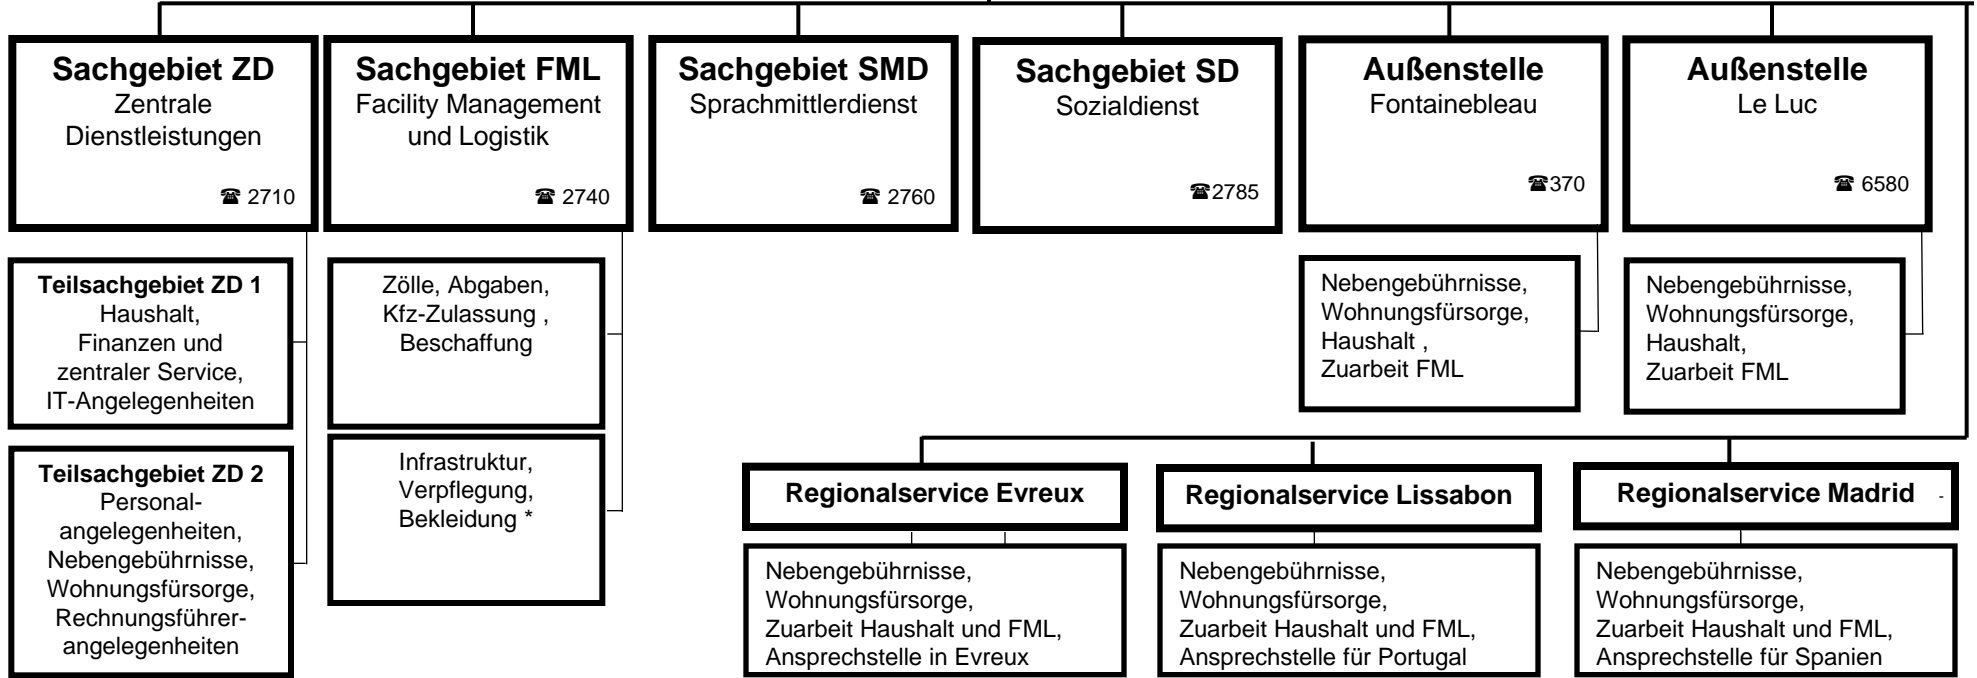 Sachgebiet ZD
Zentrale
Dienstleistungen
☎ 2710
Sachgebiet FML
Facility Management
und Logistik
☎ 2740
Sachgebiet SMD
Sprachmittlerdienst
☎ 2760
Sachgebiet SD
Sozialdienst
☎2785
Außenstelle
Fontainebleau
☎370
Außenstelle
Le Luc
☎ 6580
Teilsachgebiet ZD 1
Haushalt,
Finanzen und
zentraler Service,
IT-Angelegenheiten
Zölle, Abgaben,
Kfz-Zulassung ,
Beschaffung
Nebengebührnisse,
Wohnungsfürsorge,
Haushalt ,
Zuarbeit FML
Nebengebührnisse,
Wohnungsfürsorge,
Haushalt,
Zuarbeit FML
Teilsachgebiet ZD 2
Personal-
angelegenheiten,
Nebengebührnisse,
Wohnungsfürsorge,
Rechnungsführer-
angelegenheiten
Infrastruktur,
Verpflegung,
Bekleidung *
Regionalservice Evreux
Nebengebührnisse,
Wohnungsfürsorge,
Zuarbeit Haushalt und FML,
Ansprechstelle in Evreux
Regionalservice Lissabon
Nebengebührnisse,
Wohnungsfürsorge,
Zuarbeit Haushalt und FML,
Ansprechstelle für Portugal
Regionalservice Madrid -
Nebengebührnisse,
Wohnungsfürsorge,
Zuarbeit Haushalt und FML,
Ansprechstelle für Spanien